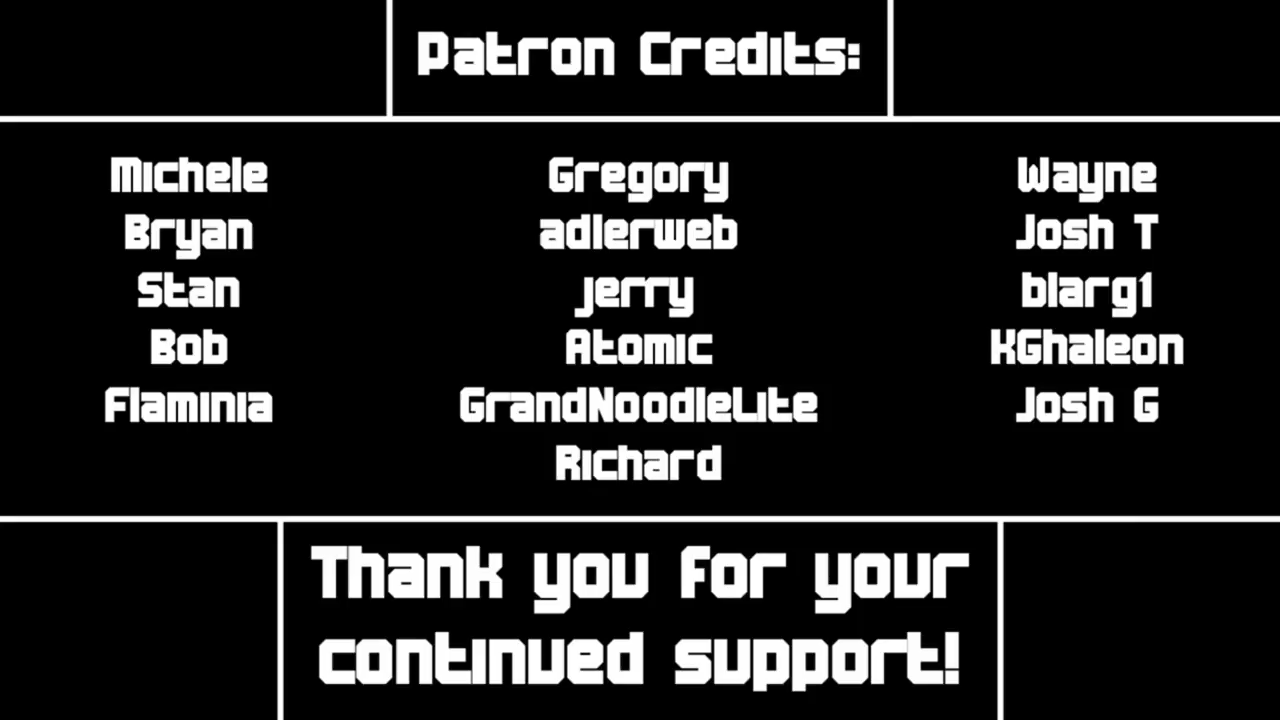 Patron Credits:
Michele
Bryan
Stan
Bob
Flaminia
Gregory
adlerweb
jerry
Atomic
GrandNoodleLite
Richard
Wayne
Josh T
blarg1
KGhaleon
Josh G
Thank you for your
continued support!